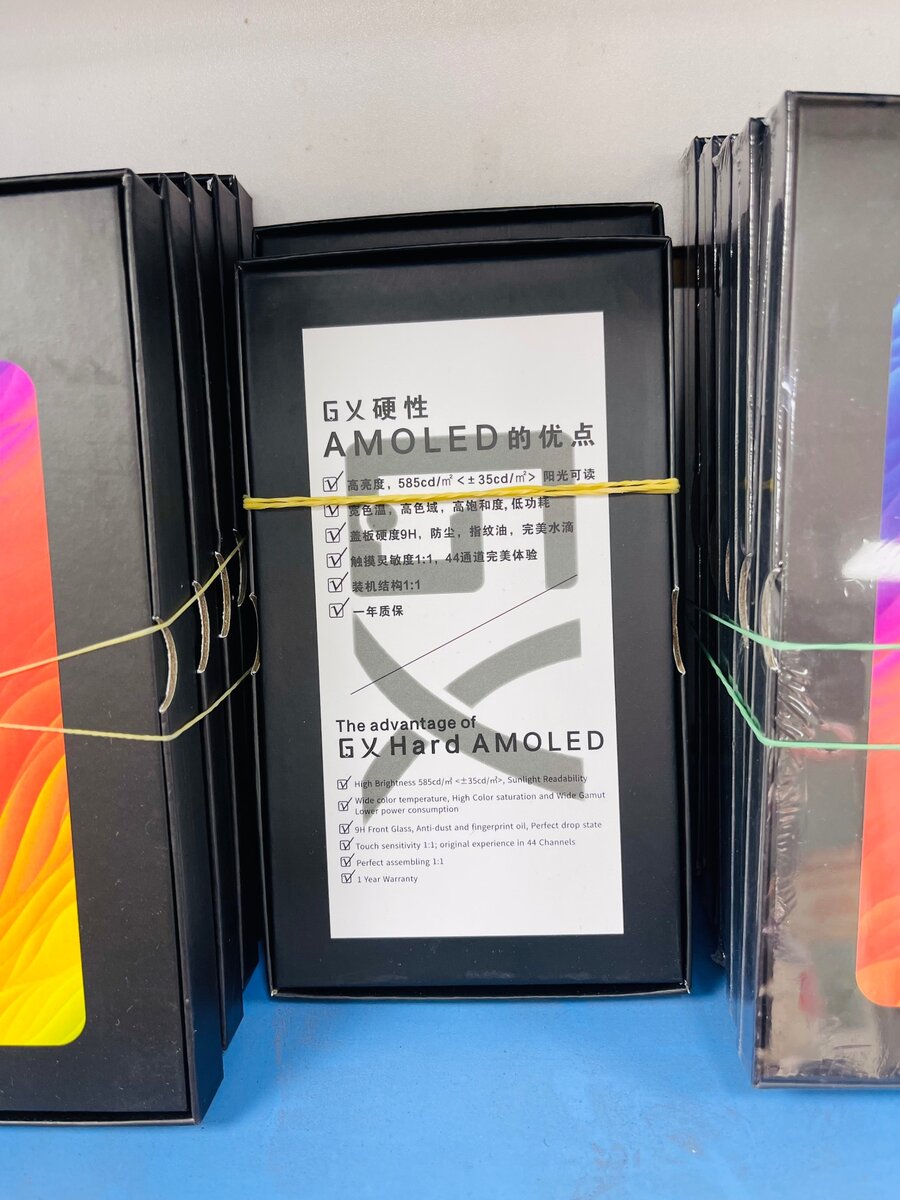 GX硬性
AMOLED的优点
高亮度，585cd/㎡<±35cd/㎡> 阳光可读
宽色温，高色域，高饱和度,低功耗
盖板硬度9H，防尘，指纹油，完美水滴
触摸灵敏度1:1，44通道完美体验
装机结构1:1
一年质保
The advantage of
GX Hard AMOLED
High Brightness 585cd/㎡ <±35cd/㎡>, Sunlight Readability
Wide color temperature, High Color saturation and Wide Gamut
Lower power consumption
9H Front Glass, Anti-dust and fingerprint oil, Perfect drop state
Touch sensitivity 1:1; original experience in 44 Channels
Perfect assembling 1:1
1 Year Warranty